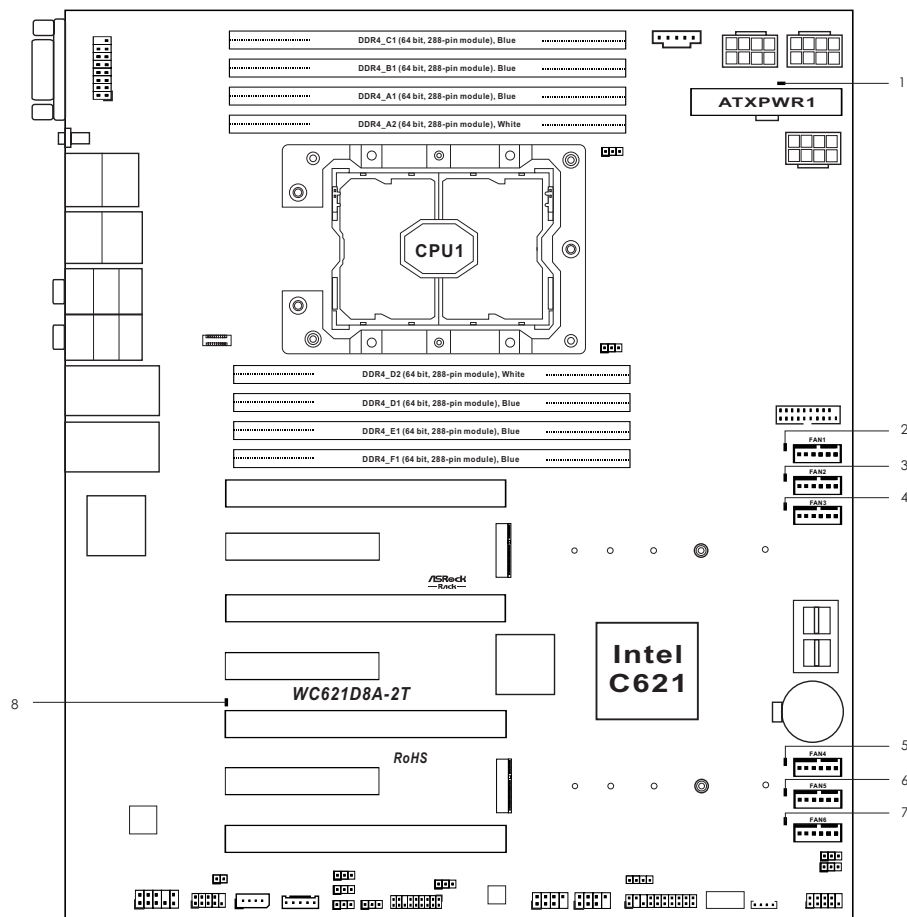 DDR4_C1 (64 bit, 288-pin module), Blue
DDR4_B1 (64 bit, 288-pin module). Blue
DDR4_A1 (64 bit, 288-pin module), Blue
DDR4_A2 (64 bit, 288-pin module), White
1
ATXPWR1
CPU1
DDR4_D2 (64 bit, 288-pin module), White
DDR4_D1 (64 bit, 288-pin module), Blue
DDR4_E1 (64 bit, 288-pin module), Blue
DDR4_F1 (64 bit, 288-pin module), Blue
2
FAN1
3
FAN2
4
FAN3
ASRock
Rack
Intel
C621
WC621D8A-2T
8
RoHS
5
FAN4
6
FAN5
7
FAN6